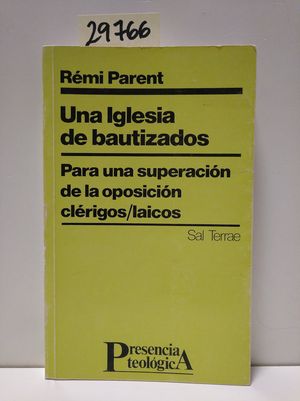 29766
Rémi Parent
Una Iglesia
de bautizados
Para una superación
de la oposición
clérigos/laicos
Sal Terrae
Presencia
teológicA